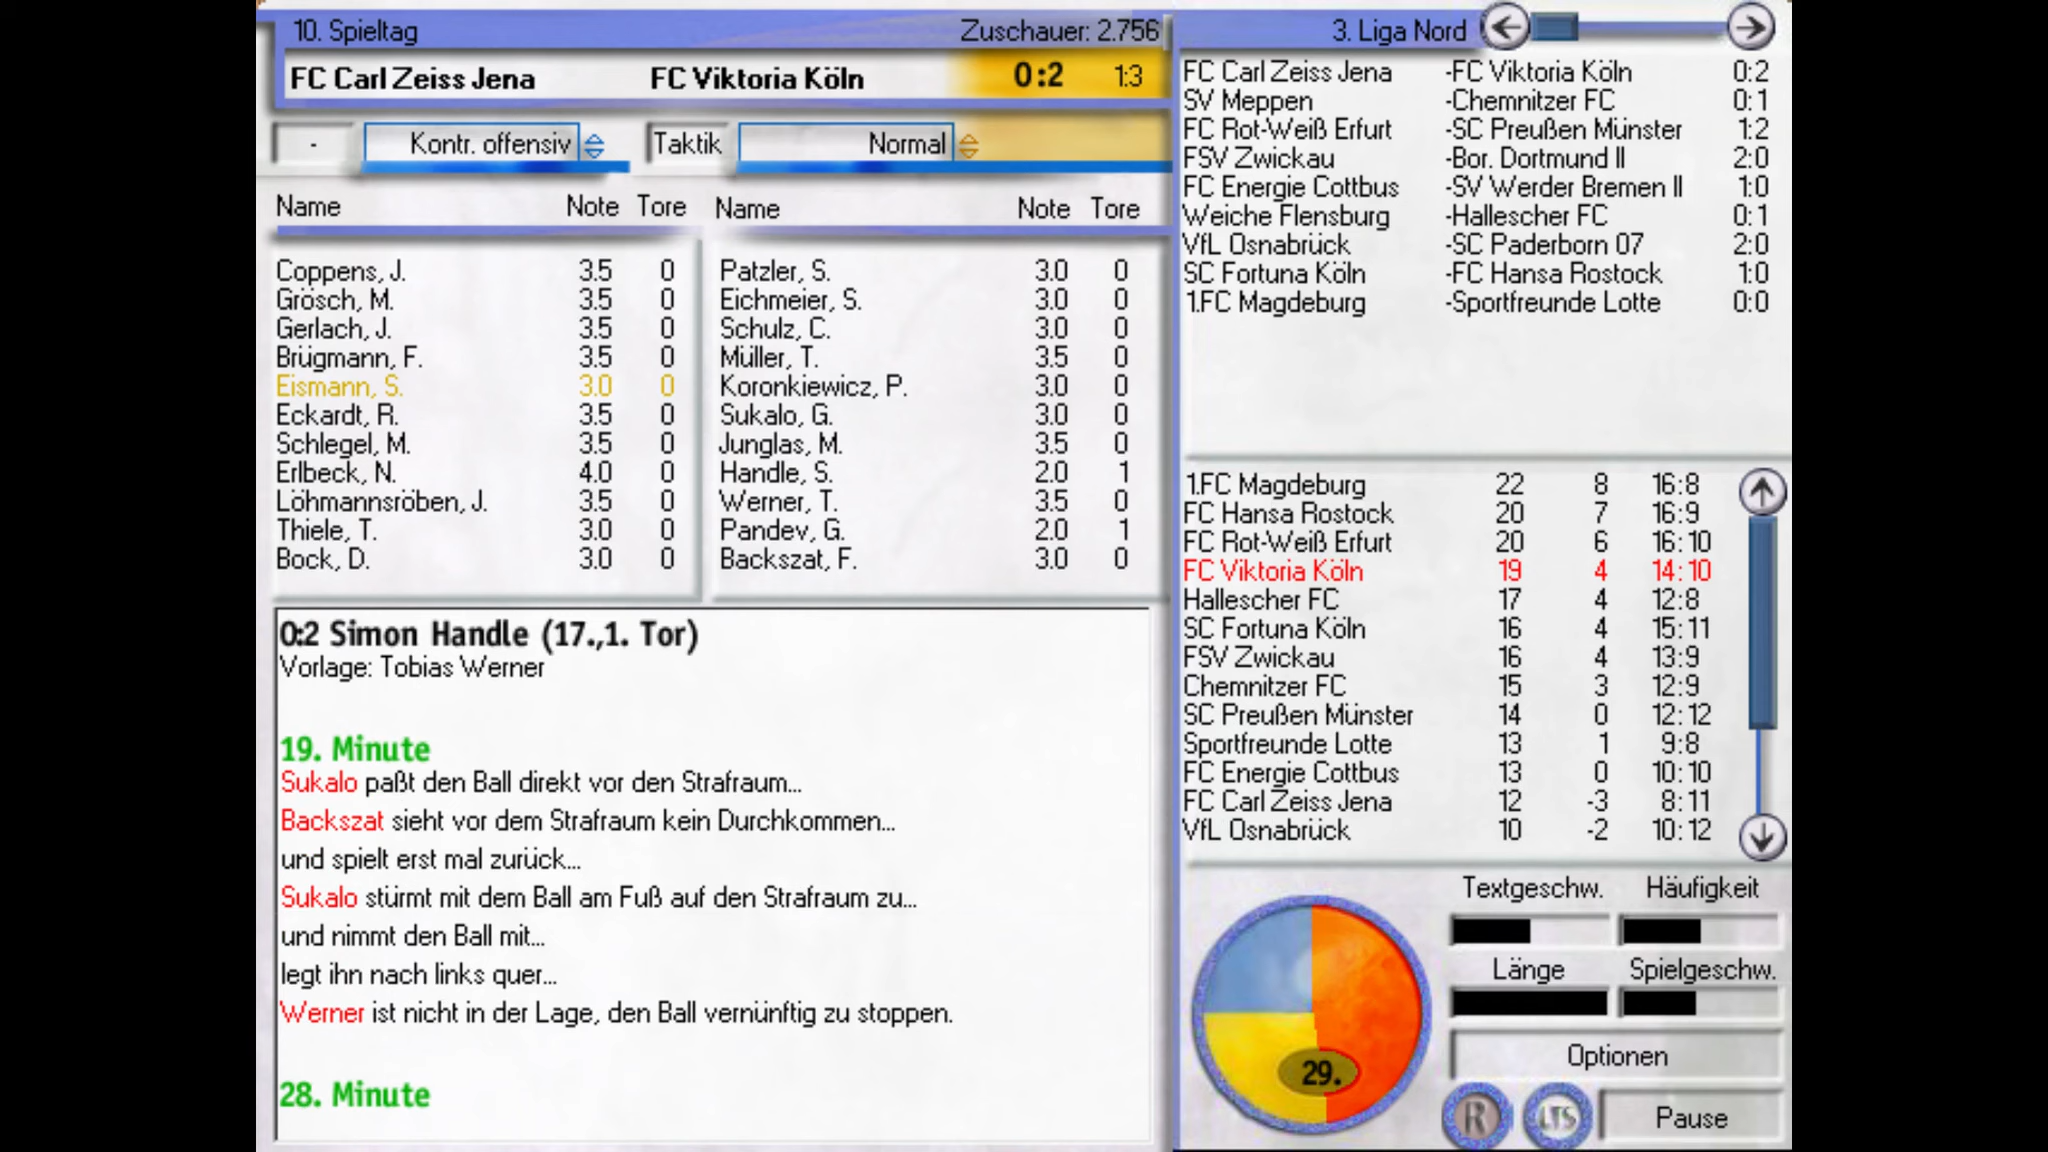 10. Spieltag Zuschauer: 2.756
FC Carl Zeiss Jena FC Viktoria Köln 0:2 1:3
- Kontr. offensiv Taktik Normal
Name Note Tore Name Note Tore
Coppens, J. 3.5 0 Patzler, S. 3.0 0
Grösch, M. 3.5 0 Eichmeier, S. 3.0 0
Gerlach, J. 3.5 0 Schulz, C. 3.0 0
Brügmann, F. 3.5 0 Müller, T. 3.5 0
Eismann, S. 3.0 0 Koronkiewicz, P. 3.0 0
Eckardt, R. 3.5 0 Sukalo, G. 3.0 0
Schlegel, M. 3.5 0 Junglas, M. 3.5 0
Erlbeck, N. 4.0 0 Handle, S. 2.0 1
Löhmannsröben, J. 3.5 0 Werner, T. 3.5 0
Thiele, T. 3.0 0 Pandev, G. 2.0 1
Bock, D. 3.0 0 Backszat, F. 3.0 0
0:2 Simon Handle (17.,1. Tor)
Vorlage: Tobias Werner
19. Minute
Sukalo paßt den Ball direkt vor den Strafraum...
Backszat sieht vor dem Strafraum kein Durchkommen...
und spielt erst mal zurück...
Sukalo stürmt mit dem Ball am Fuß auf den Strafraum zu...
und nimmt den Ball mit...
legt ihn nach links quer...
Werner ist nicht in der Lage, den Ball vernünftig zu stoppen.
28. Minute
3. Liga Nord
FC Carl Zeiss Jena -FC Viktoria Köln 0:2
SV Meppen -Chemnitzer FC 0:1
FC Rot-Weiß Erfurt -SC Preußen Münster 1:2
FSV Zwickau -Bor. Dortmund II 2:0
FC Energie Cottbus -SV Werder Bremen II 1:0
Weiche Flensburg -Hallescher FC 0:1
VfL Osnabrück -SC Paderborn 07 2:0
SC Fortuna Köln -FC Hansa Rostock 1:0
1.FC Magdeburg -Sportfreunde Lotte 0:0
1.FC Magdeburg 22 8 16:8
FC Hansa Rostock 20 7 16:9
FC Rot-Weiß Erfurt 20 6 16:10
FC Viktoria Köln 19 4 14:10
Hallescher FC 17 4 12:8
SC Fortuna Köln 16 4 15:11
FSV Zwickau 16 4 13:9
Chemnitzer FC 15 3 12:9
SC Preußen Münster 14 0 12:12
Sportfreunde Lotte 13 1 9:8
FC Energie Cottbus 13 0 10:10
FC Carl Zeiss Jena 12 -3 8:11
VfL Osnabrück 10 -2 10:12
Textgeschw. Häufigkeit
Länge Spielgeschw.
29.
Optionen
R LTS Pause